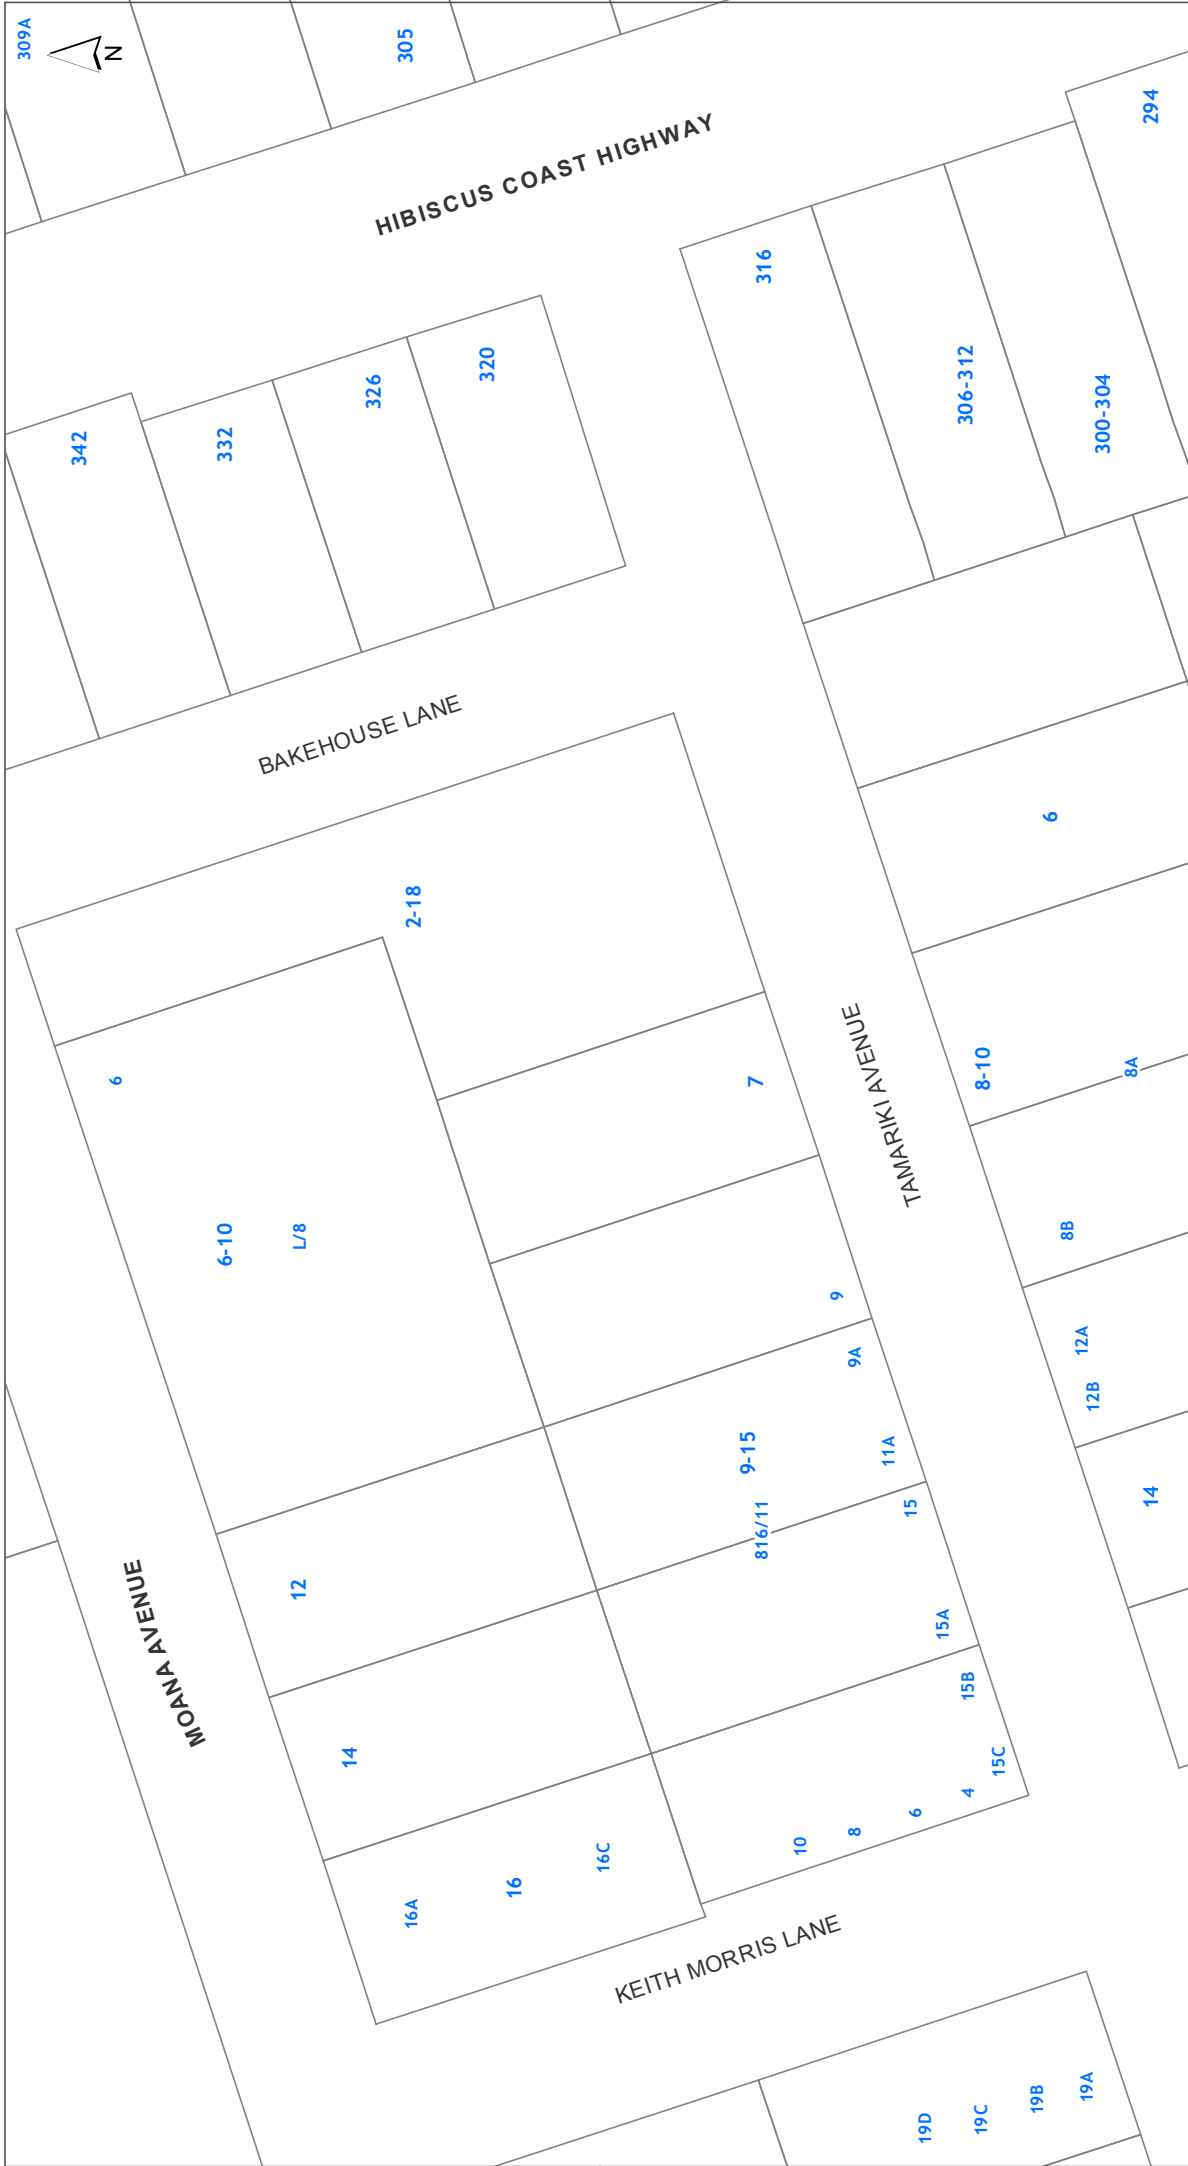 309A
N
305
HIBISCUS COAST HIGHWAY
294
316
306-312
300-304
320
326
332
342
BAKEHOUSE LANE
2-18
6
6
7
TAMARIKI AVENUE
8-10
8A
6-10
L/8
8B
9
9A
12A
12B
9-15
11A
14
816/11
15
12
MOANA AVENUE
15A
15B
14
15C
4
6
8
10
16C
16
16A
KEITH MORRIS LANE
19A
19B
19C
19D